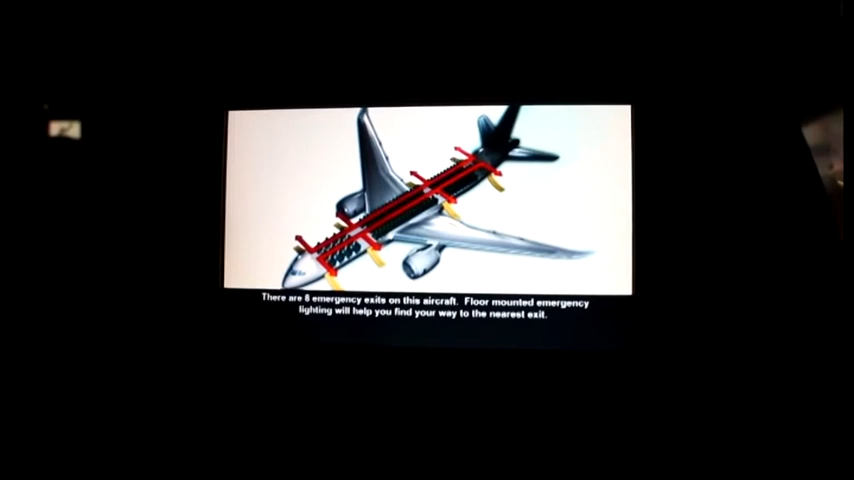 There are 8 emergency exits on this aircraft.  Floor mounted emergency
lighting will help you find your way to the nearest exit.